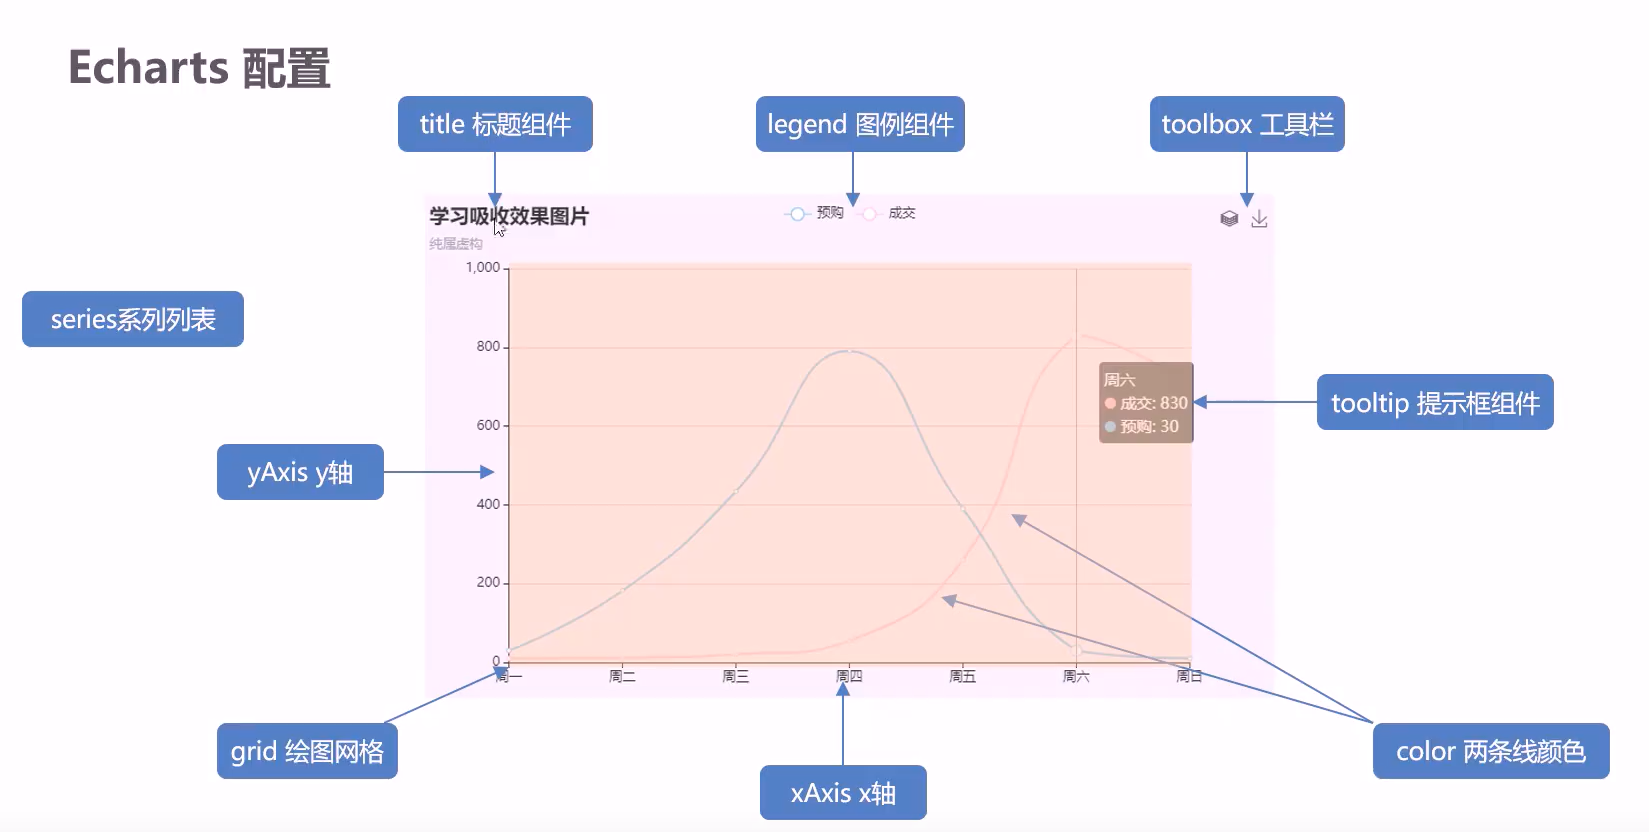 Echarts 配置
title 标题组件
legend 图例组件
toolbox 工具栏
学习吸收效果图片
预购
成交
纯属虚构
1,000
series系列列表
800
周六
成交: 830
预购: 30
tooltip 提示框组件
600
yAxis y轴
400
200
0
周一
周二
周三
周四
周五
周六
周日
grid 绘图网格
color 两条线颜色
xAxis x轴